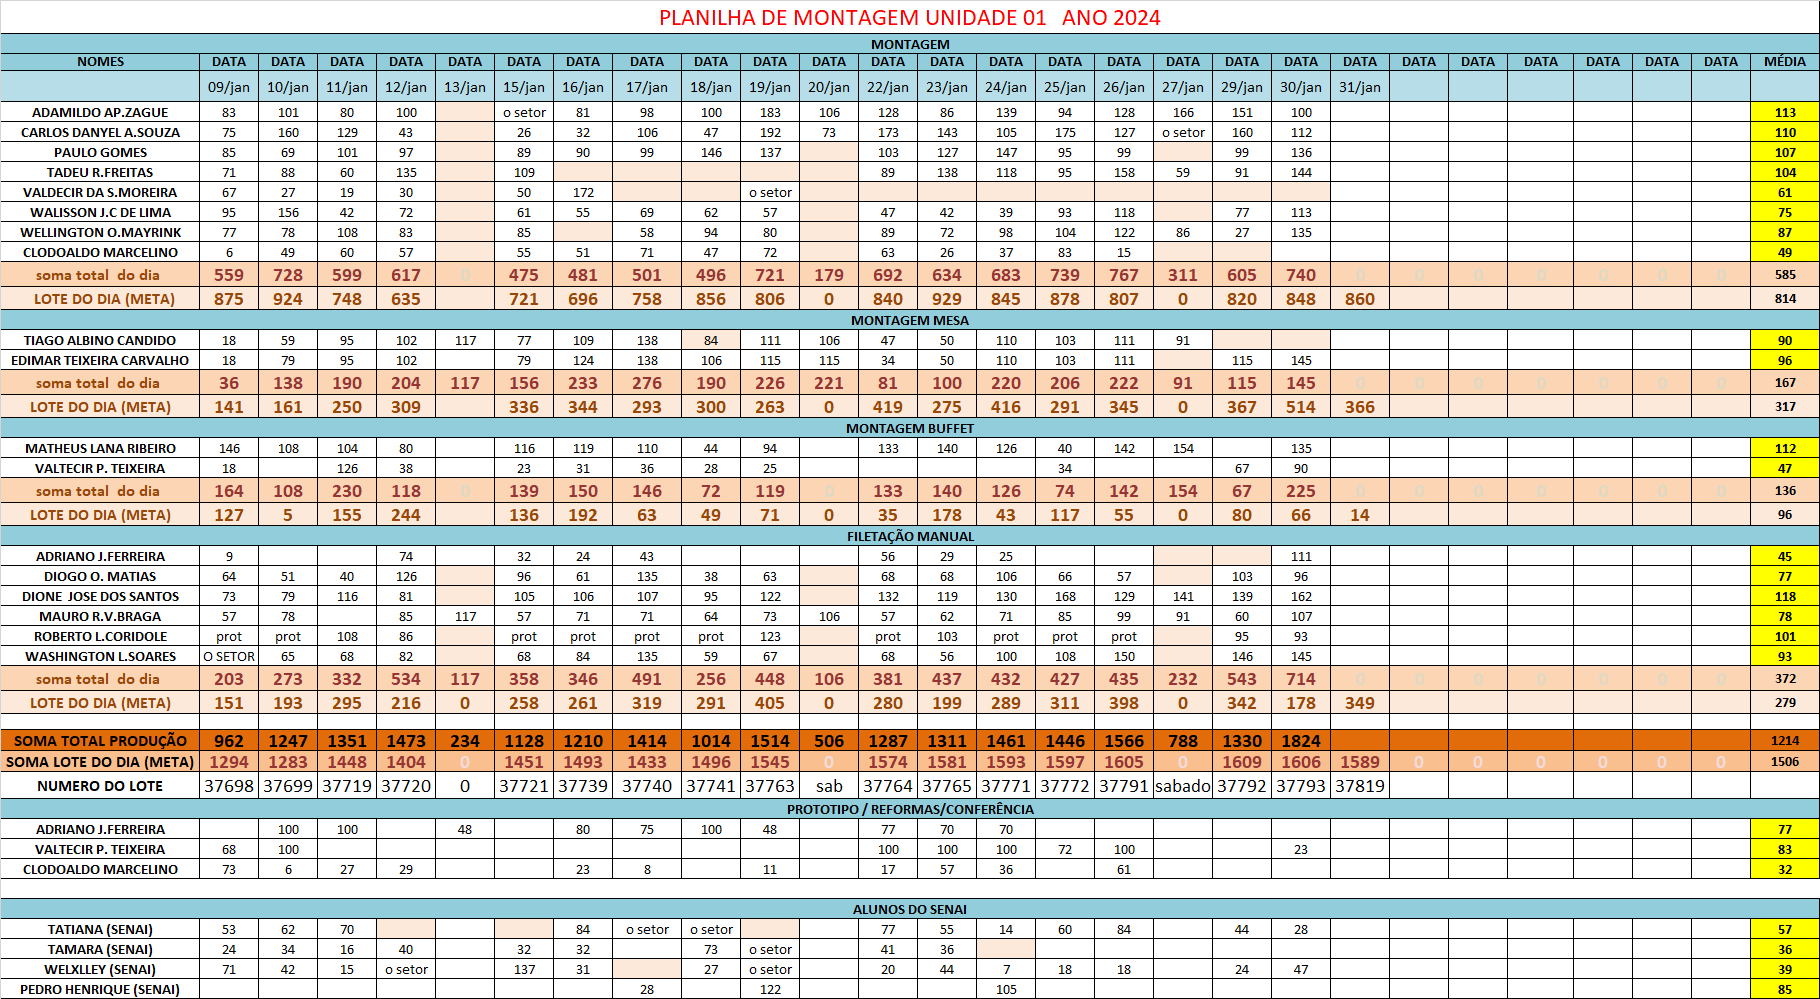 PLANILHA DE MONTAGEM UNIDADE 01 ANO 2024
MONTAGEM
NOMES DATA DATA DATA DATA DATA DATA DATA DATA DATA DATA DATA DATA DATA DATA DATA DATA DATA DATA DATA DATA DATA DATA DATA DATA DATA DATA MÉDIA
09/jan 10/jan 11/jan 12/jan 13/jan 15/jan 16/jan 17/jan 18/jan 19/jan 20/jan 22/jan 23/jan 24/jan 25/jan 26/jan 27/jan 29/jan 30/jan 31/jan
ADAMILDO AP.ZAGUE 83 101 80 100 o setor 81 98 100 183 106 128 86 139 94 128 166 151 100 113
CARLOS DANYEL A.SOUZA 75 160 129 43 26 32 106 47 192 73 173 143 105 175 127 o setor 160 112 110
PAULO GOMES 85 69 101 97 89 90 99 146 137 103 127 147 95 99 99 136 107
TADEU R.FREITAS 71 88 60 135 109 89 138 118 95 158 59 91 144 104
VALDECIR DA S.MOREIRA 67 27 19 30 50 172 o setor 61
WALISSON J.C DE LIMA 95 156 42 72 61 55 69 62 57 47 42 39 93 118 77 113 75
WELLINGTON O.MAYRINK 77 78 108 83 85 58 94 80 89 72 98 104 122 86 27 135 87
CLODOALDO MARCELINO 6 49 60 57 55 51 71 47 72 63 26 37 83 15 49
soma total do dia 559 728 599 617 0 475 481 501 496 721 179 692 634 683 739 767 311 605 740 0 0 0 0 0 0 0 585
LOTE DO DIA (META) 875 924 748 635 721 696 758 856 806 0 840 929 845 878 807 0 820 848 860 814
MONTAGEM MESA
TIAGO ALBINO CANDIDO 18 59 95 102 117 77 109 138 84 111 106 47 50 110 103 111 91 90
EDIMAR TEIXEIRA CARVALHO 18 79 95 102 79 124 138 106 115 115 34 50 110 103 111 115 145 96
soma total do dia 36 138 190 204 117 156 233 276 190 226 221 81 100 220 206 222 91 115 145 0 0 0 0 0 0 0 167
LOTE DO DIA (META) 141 161 250 309 336 344 293 300 263 0 419 275 416 291 345 0 367 514 366 317
MONTAGEM BUFFET
MATHEUS LANA RIBEIRO 146 108 104 80 116 119 110 44 94 133 140 126 40 142 154 135 112
VALTECIR P. TEIXEIRA 18 126 38 23 31 36 28 25 34 67 90 47
soma total do dia 164 108 230 118 0 139 150 146 72 119 0 133 140 126 74 142 154 67 225 0 0 0 0 0 0 0 136
LOTE DO DIA (META) 127 5 155 244 136 192 63 49 71 0 35 178 43 117 55 0 80 66 14 96
FILETAÇÃO MANUAL
ADRIANO J.FERREIRA 9 74 32 24 43 56 29 25 111 45
DIOGO O. MATIAS 64 51 40 126 96 61 135 38 63 68 68 106 66 57 103 96 77
DIONE JOSE DOS SANTOS 73 79 116 81 105 106 107 95 122 132 119 130 168 129 141 139 162 118
MAURO R.V.BRAGA 57 78 85 117 57 71 71 64 73 106 57 62 71 85 99 91 60 107 78
ROBERTO L.CORIDOLE prot prot 108 86 prot prot prot prot 123 prot 103 prot prot prot 95 93 101
WASHINGTON L.SOARES O SETOR 65 68 82 68 84 135 59 67 68 56 100 108 150 146 145 93
soma total do dia 203 273 332 534 117 358 346 491 256 448 106 381 437 432 427 435 232 543 714 0 0 0 0 0 0 0 372
LOTE DO DIA (META) 151 193 295 216 0 258 261 319 291 405 0 280 199 289 311 398 0 342 178 349 279
SOMA TOTAL PRODUÇÃO 962 1247 1351 1473 234 1128 1210 1414 1014 1514 506 1287 1311 1461 1446 1566 788 1330 1824 1214
SOMA LOTE DO DIA (META) 1294 1283 1448 1404 0 1451 1493 1433 1496 1545 0 1574 1581 1593 1597 1605 0 1609 1606 1589 0 0 0 0 0 0 1506
NUMERO DO LOTE 37698 37699 37719 37720 0 37721 37739 37740 37741 37763 sab 37764 37765 37771 37772 37791 sabado 37792 37793 37819
PROTOTIPO / REFORMAS/CONFERÊNCIA
ADRIANO J.FERREIRA 100 100 48 80 75 100 48 77 70 70 77
VALTECIR P. TEIXEIRA 68 100 100 100 100 72 100 23 83
CLODOALDO MARCELINO 73 6 27 29 23 8 11 17 57 36 61 32
ALUNOS DO SENAI
TATIANA (SENAI) 53 62 70 84 o setor o setor 77 55 14 60 84 44 28 57
TAMARA (SENAI) 24 34 16 40 32 32 73 o setor 41 36 36
WELXLLEY (SENAI) 71 42 15 o setor 137 31 27 o setor 20 44 7 18 18 24 47 39
PEDRO HENRIQUE (SENAI) 28 122 105 85